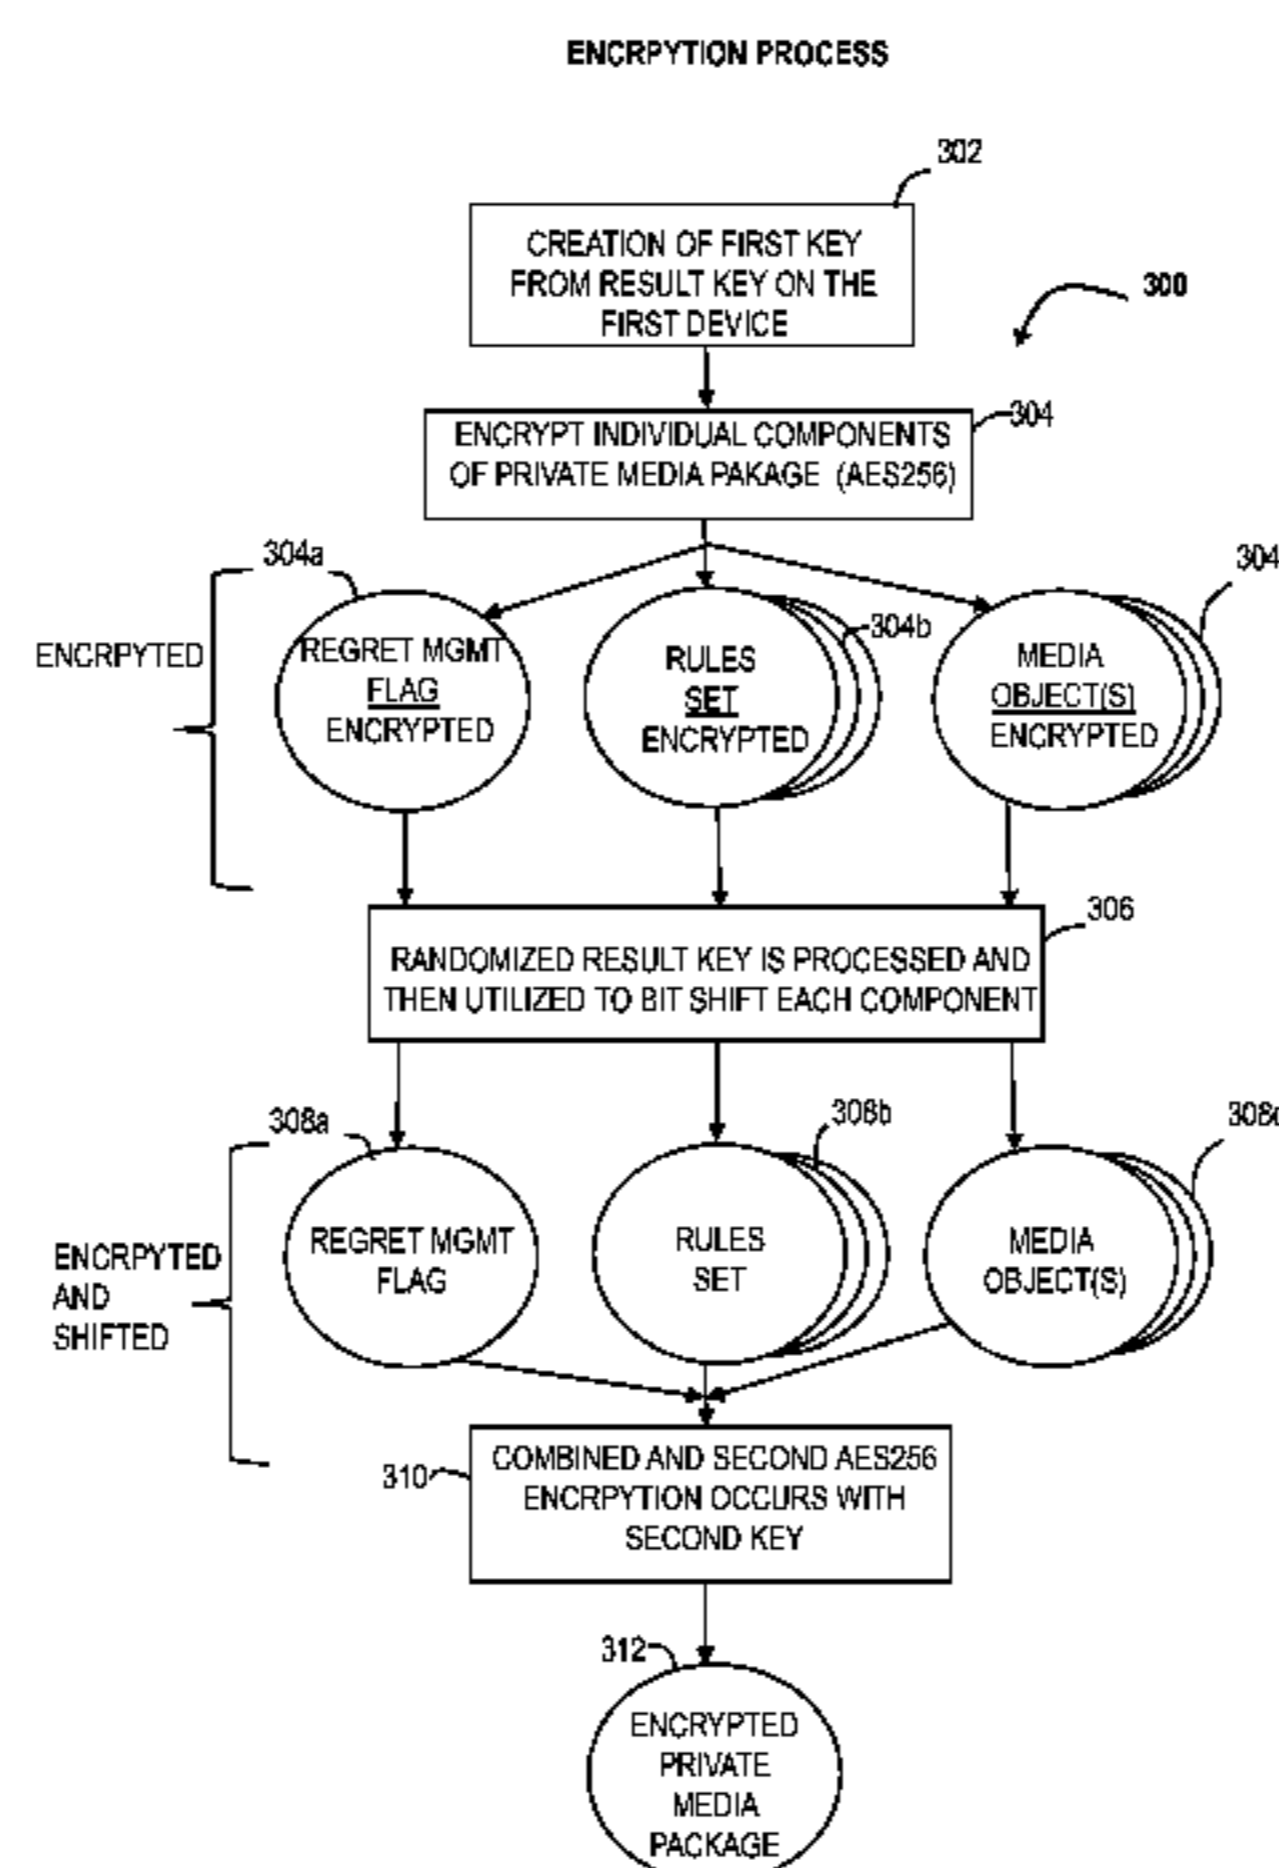 ENCRPYTION PROCESS
302
CREATION OF FIRST KEY
FROM RESULT KEY ON THE
FIRST DEVICE
300
304
ENCRYPT INDIVIDUAL COMPONENTS
OF PRIVATE MEDIA PAKAGE (AES256)
304a
304
ENCRPYTED
REGRET MGMT
FLAG
ENCRYPTED
304b
RULES
SET
ENCRYPTED
MEDIA
OBJECT(S)
ENCRYPTED
306
RANDOMIZED RESULT KEY IS PROCESSED AND
THEN UTILIZED TO BIT SHIFT EACH COMPONENT
308a
308b
308c
ENCRPYTED
AND
SHIFTED
REGRET MGMT
FLAG
RULES
SET
MEDIA
OBJECT(S)
310
COMBINED AND SECOND AES256
ENCRPYTION OCCURS WITH
SECOND KEY
312
ENCRYPTED
PRIVATE
MEDIA
PACKAGE